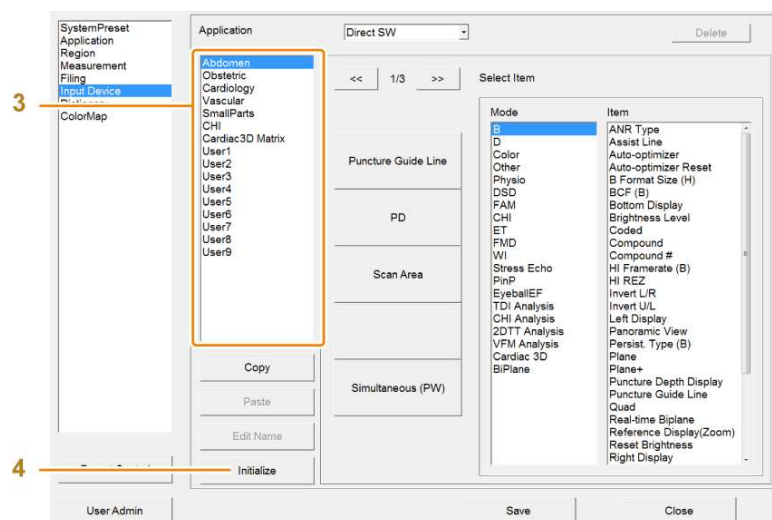 SystemPreset
Application
Region
Measurement
Filing
Input Device
ColorMap
Application
Direct SW
Delete
3
Abdomen
Obstetric
Cardiology
Vascular
SmallParts
CHI
Cardiac3D Matrix
User1
User2
User3
User4
User5
User6
User7
User8
User9
<< 1/3 >>
Puncture Guide Line
PD
Scan Area
Simultaneous (PW)
Select Item
Mode
B
D
Color
Other
Physio
DSD
FAM
CHI
ET
FMD
WI
Stress Echo
PinP
EyeballEF
TDI Analysis
CHI Analysis
2DTT Analysis
VFM Analysis
Cardiac 3D
BiPlane
Item
ANR Type
Assist Line
Auto-optimizer
Auto-optimizer Reset
B Format Size (H)
BCF (B)
Bottom Display
Brightness Level
Coded
Compound
Compound #
HI Framerate (B)
HI REZ
Invert L/R
Invert U/L
Left Display
Panoramic View
Persist. Type (B)
Plane
Plane+
Puncture Depth Display
Puncture Guide Line
Quad
Real-time Biplane
Reference Display(Zoom)
Reset Brightness
Right Display
Copy
Paste
Edit Name
4
Initialize
User Admin
Save
Close